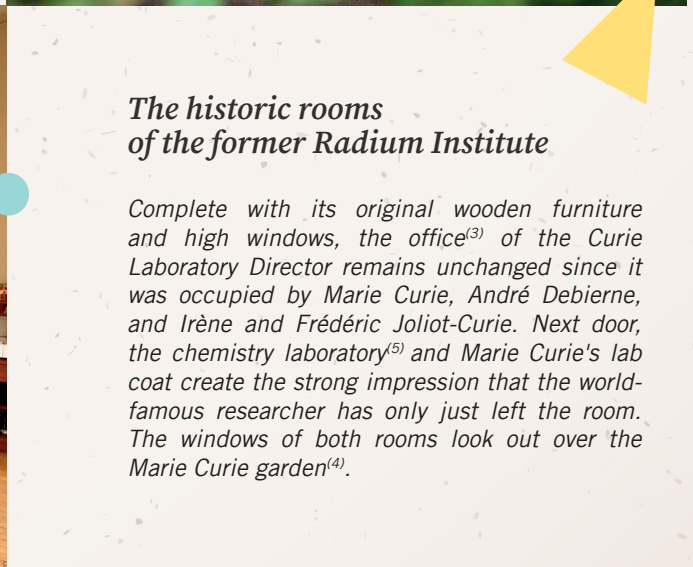 The historic rooms
of the former Radium Institute
Complete with its original wooden furniture
and high windows, the office(3) of the Curie
Laboratory Director remains unchanged since it
was occupied by Marie Curie, André Debierne,
and Irène and Frédéric Joliot-Curie. Next door,
the chemistry laboratory(5) and Marie Curie's lab
coat create the strong impression that the world-
famous researcher has only just left the room.
The windows of both rooms look out over the
Marie Curie garden(4).